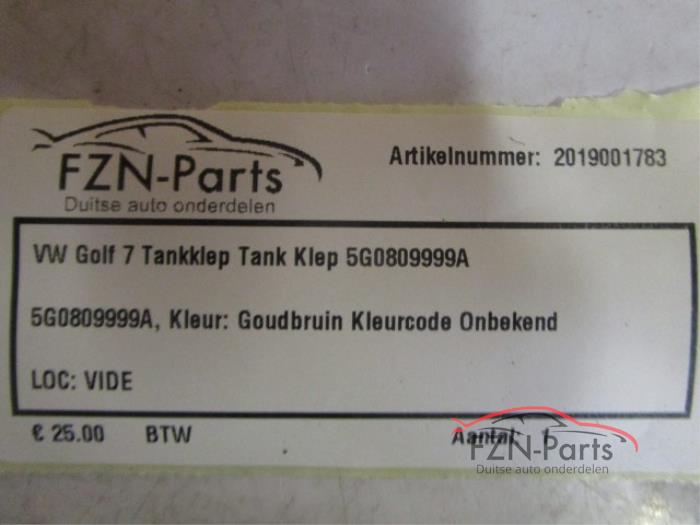 FZN-Parts
Duitse auto onderdelen
Artikelnummer: 2019001783
VW Golf 7 Tankklep Tank Klep 5G0809999A
5G0809999A, Kleur: Goudbruin Kleurcode Onbekend
LOC: VIDE
€ 25.00 BTW Aantal: 1
FZN-Parts
Duitse auto onderdelen